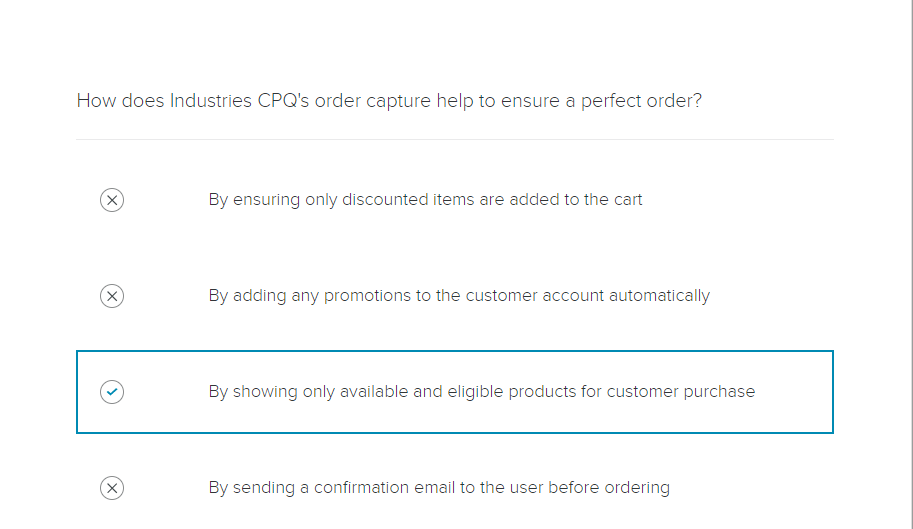 How does Industries CPQ's order capture help to ensure a perfect order?
By ensuring only discounted items are added to the cart
By adding any promotions to the customer account automatically
By showing only available and eligible products for customer purchase
By sending a confirmation email to the user before ordering